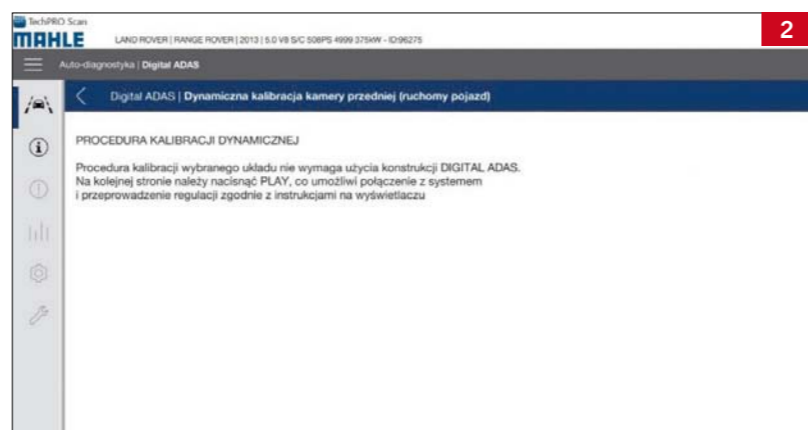 TechPRO Scan
2
MAHLE
LAND ROVER | RANGE ROVER | 2013 | 5.0 V8 S/C 508PS 4999 375kW - ID:96275
Auto-diagnostyka | Digital ADAS
Digital ADAS | Dynamiczna kalibracja kamery przedniej (ruchomy pojazd)
PROCEDURA KALIBRACJI DYNAMICZNEJ
Procedura kalibracji wybranego układu nie wymaga użycia konstrukcji DIGITAL ADAS.
Na kolejnej stronie należy nacisnąć PLAY, co umożliwi połączenie z systemem
i przeprowadzenie regulacji zgodnie z instrukcjami na wyświetlaczu